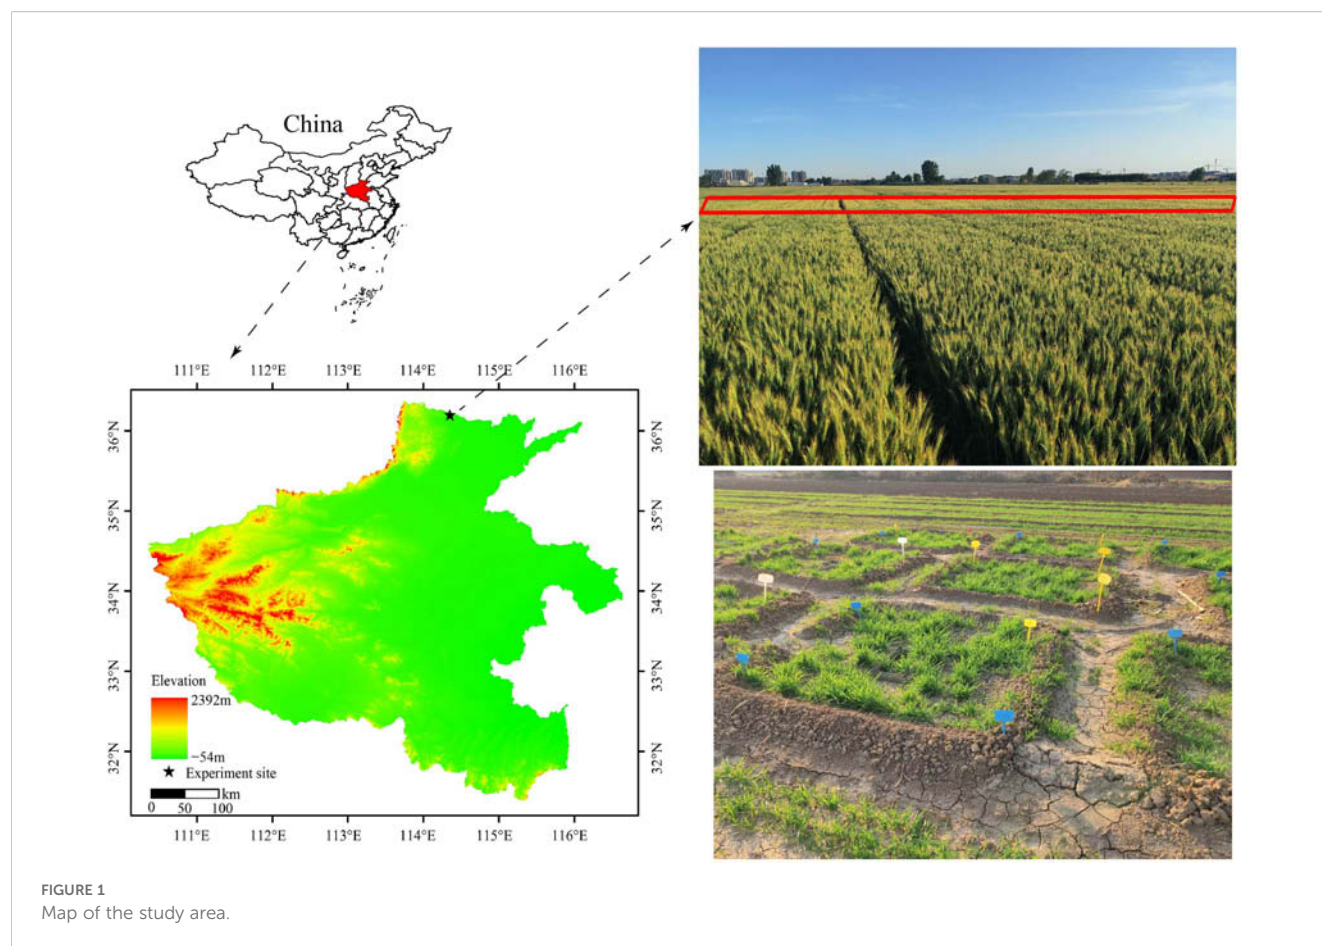 China
111°E 112°E 113°E 114°E 115°E 116°E
36°N 36°N
35°N 35°N
34°N 34°N
33°N 33°N
32°N 32°N
Elevation
2392m
−54m
Experiment site
km
0 50 100
111°E 112°E 113°E 114°E 115°E 116°E
FIGURE 1
Map of the study area.